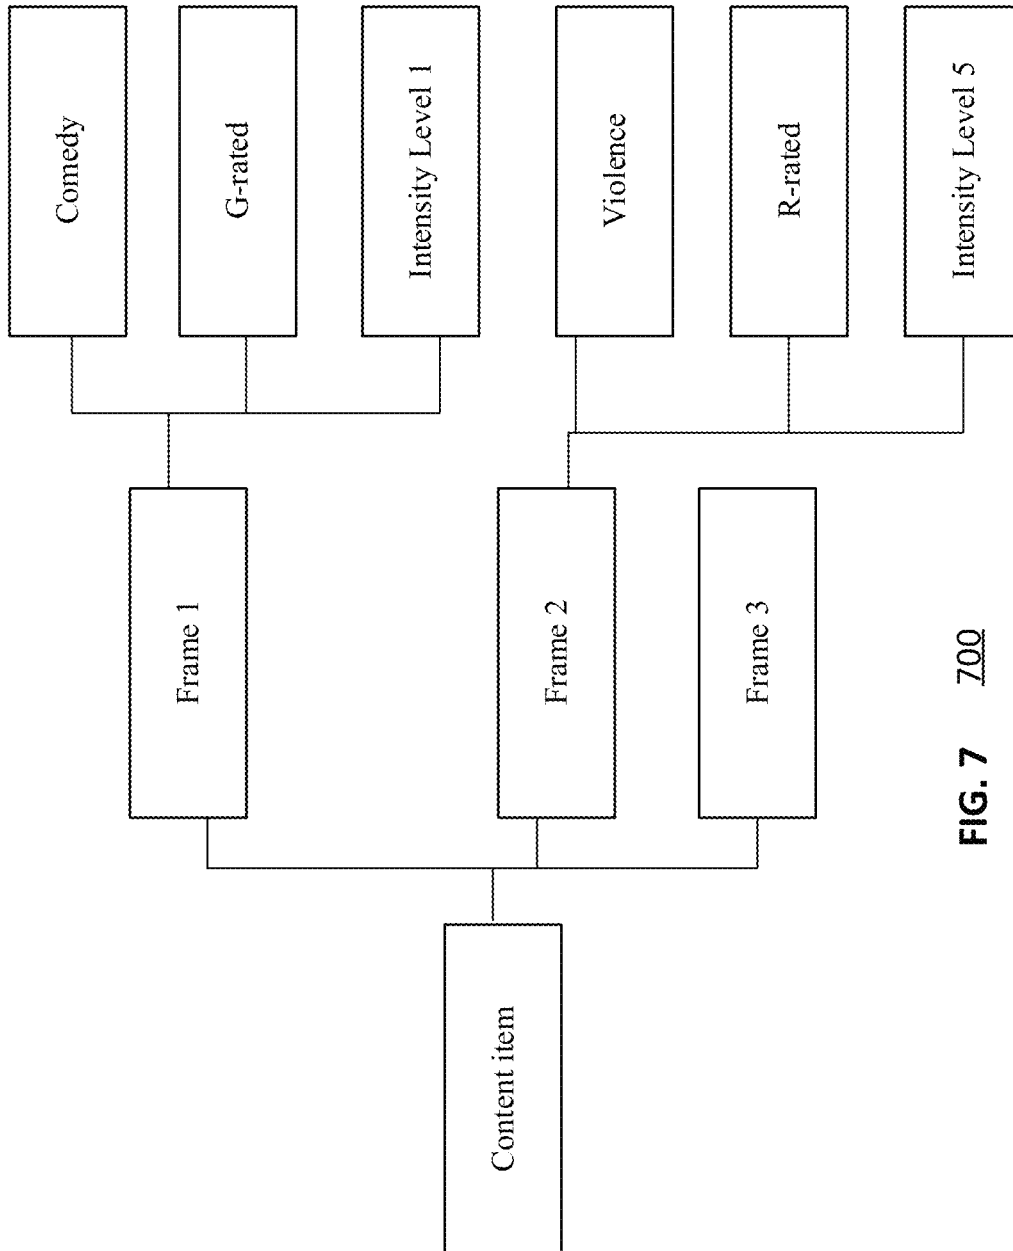 Content item
Frame 1
Frame 2
Frame 3
Comedy
G-rated
Intensity Level 1
Violence
R-rated
Intensity Level 5
FIG. 7 700